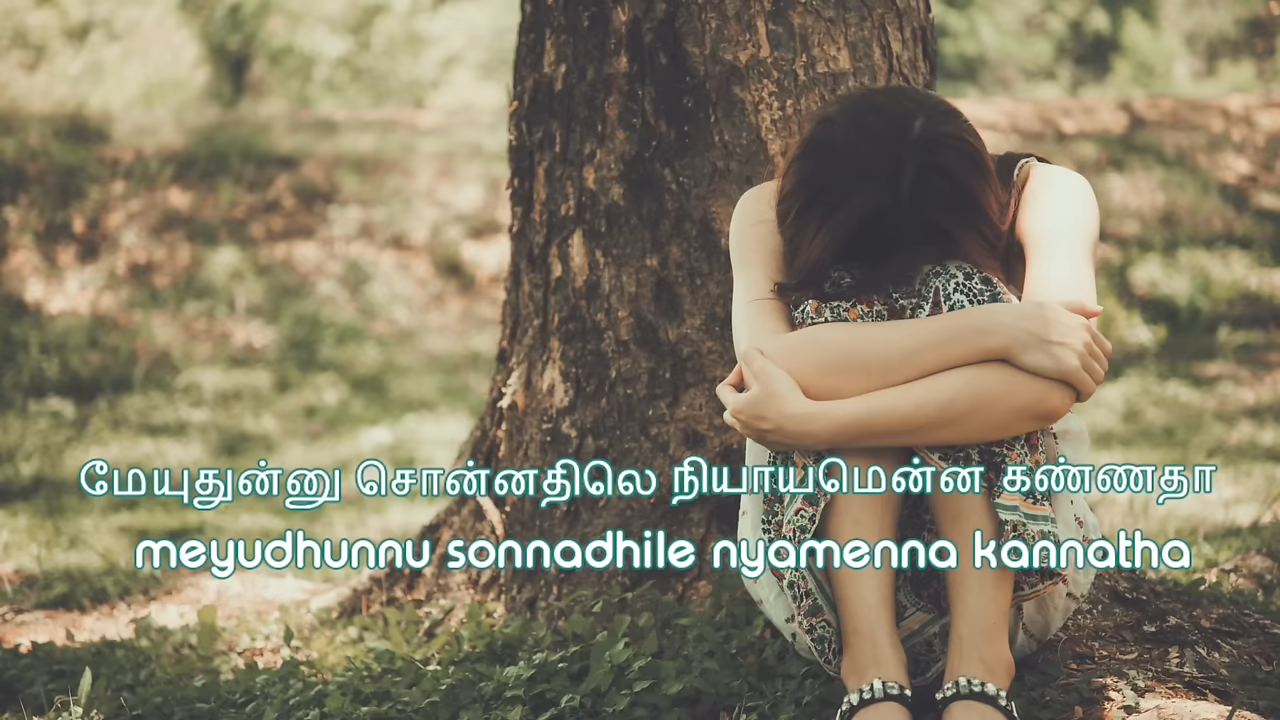 மேயுதுன்னு சொன்னதிலெ நியாயமென்ன கண்ணதா
meyudhunnu sonnadhile nyamenna kannatha